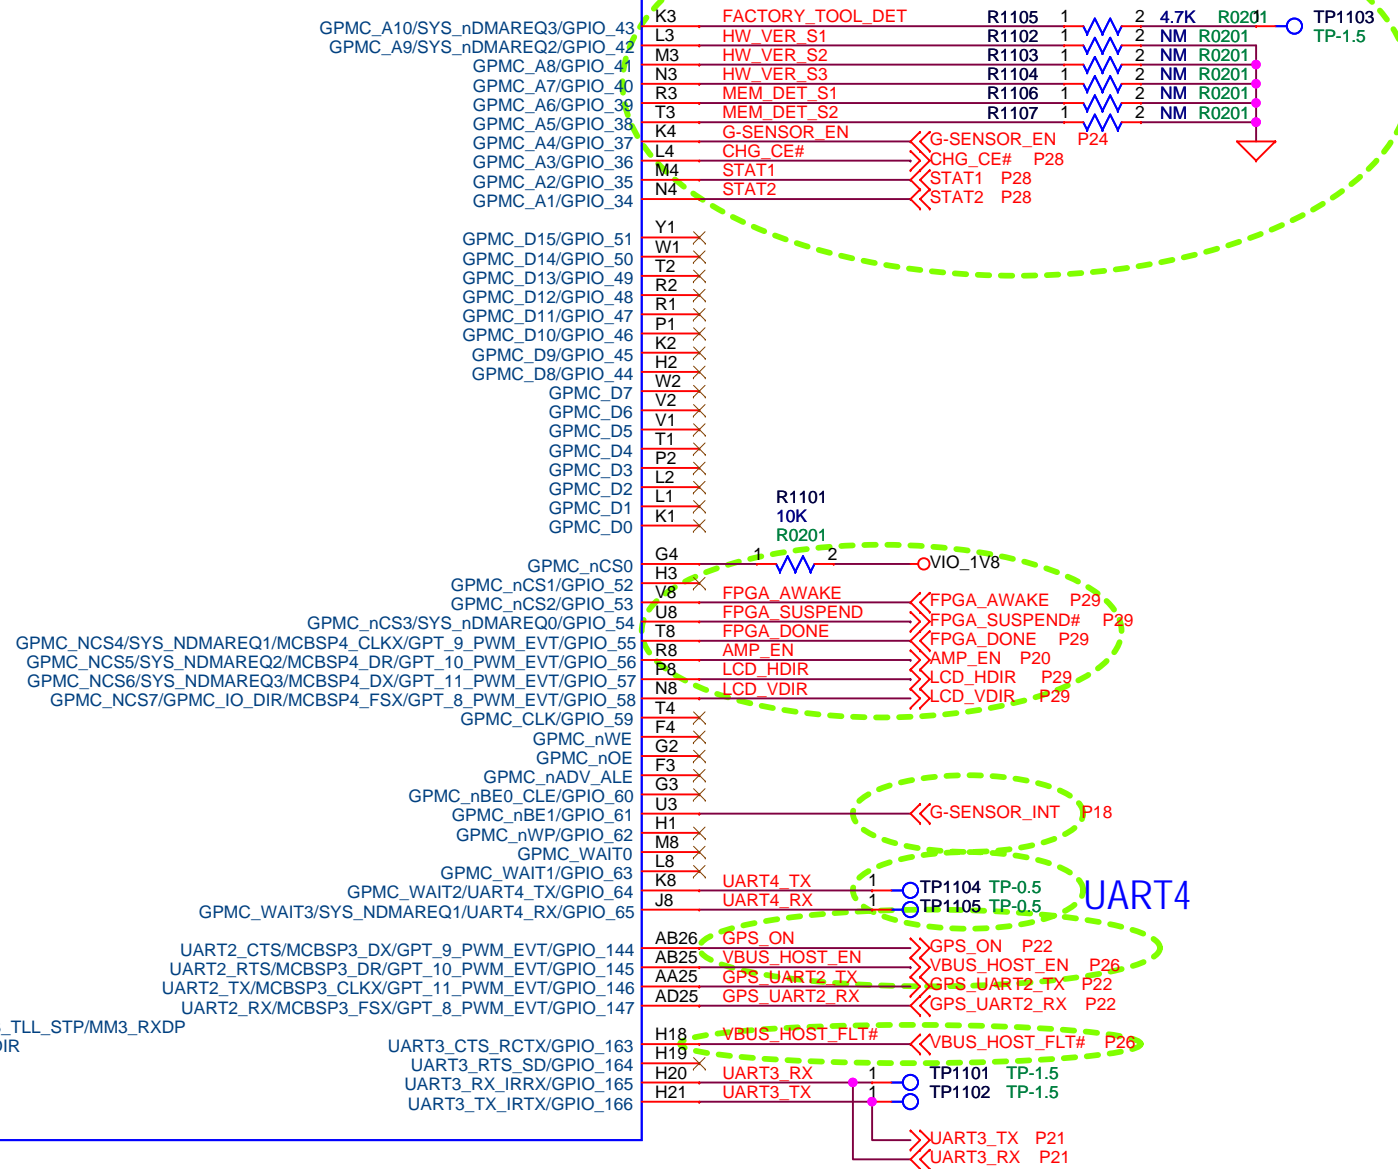 GPMC_A10/SYS_nDMAREQ3/GPIO_43 K3 FACTORY_TOOL_DET R1105 1 2 4.7K R0201 1 TP1103
TP-1.5
GPMC_A9/SYS_nDMAREQ2/GPIO_42 L3 HW_VER_S1 R1102 1 2 NM R0201
GPMC_A8/GPIO_41 M3 HW_VER_S2 R1103 1 2 NM R0201
GPMC_A7/GPIO_40 N3 HW_VER_S3 R1104 1 2 NM R0201
GPMC_A6/GPIO_39 R3 MEM_DET_S1 R1106 1 2 NM R0201
GPMC_A5/GPIO_38 T3 MEM_DET_S2 R1107 1 2 NM R0201
GPMC_A4/GPIO_37 K4 G-SENSOR_EN G-SENSOR_EN P24
GPMC_A3/GPIO_36 L4 CHG_CE# CHG_CE# P28
GPMC_A2/GPIO_35 M4 STAT1 STAT1 P28
GPMC_A1/GPIO_34 N4 STAT2 STAT2 P28
GPMC_D15/GPIO_51 Y1
GPMC_D14/GPIO_50 W1
GPMC_D13/GPIO_49 T2
GPMC_D12/GPIO_48 R2
GPMC_D11/GPIO_47 R1
GPMC_D10/GPIO_46 P1
GPMC_D9/GPIO_45 K2
GPMC_D8/GPIO_44 H2
GPMC_D7 W2
GPMC_D6 V2
GPMC_D5 V1
GPMC_D4 T1
GPMC_D3 P2
GPMC_D2 L2
GPMC_D1 L1
GPMC_D0 K1
R1101
10K
R0201
GPMC_nCS0 G4 1 2 VIO_1V8
GPMC_nCS1/GPIO_52 H3
GPMC_nCS2/GPIO_53 V8 FPGA_AWAKE FPGA_AWAKE P29
GPMC_nCS3/SYS_nDMAREQ0/GPIO_54 U8 FPGA_SUSPEND FPGA_SUSPEND# P29
GPMC_NCS4/SYS_NDMAREQ1/MCBSP4_CLKX/GPT_9_PWM_EVT/GPIO_55 T8 FPGA_DONE FPGA_DONE P29
GPMC_NCS5/SYS_NDMAREQ2/MCBSP4_DR/GPT_10_PWM_EVT/GPIO_56 R8 AMP_EN AMP_EN P20
GPMC_NCS6/SYS_NDMAREQ3/MCBSP4_DX/GPT_11_PWM_EVT/GPIO_57 P8 LCD_HDIR LCD_HDIR P29
GPMC_NCS7/GPMC_IO_DIR/MCBSP4_FSX/GPT_8_PWM_EVT/GPIO_58 N8 LCD_VDIR LCD_VDIR P29
GPMC_CLK/GPIO_59 T4
GPMC_nWE F4
GPMC_nOE G2
GPMC_nADV_ALE F3
GPMC_nBE0_CLE/GPIO_60 G3
GPMC_nBE1/GPIO_61 U3 G-SENSOR_INT P18
GPMC_nWP/GPIO_62 H1
GPMC_WAIT0 M8
GPMC_WAIT1/GPIO_63 L8
GPMC_WAIT2/UART4_TX/GPIO_64 K8 UART4_TX 1 TP1104 TP-0.5
GPMC_WAIT3/SYS_NDMAREQ1/UART4_RX/GPIO_65 J8 UART4_RX 1 TP1105 TP-0.5
UART4
UART2_CTS/MCBSP3_DX/GPT_9_PWM_EVT/GPIO_144 AB26 GPS_ON GPS_ON P22
UART2_RTS/MCBSP3_DR/GPT_10_PWM_EVT/GPIO_145 AB25 VBUS_HOST_EN VBUS_HOST_EN P26
UART2_TX/MCBSP3_CLKX/GPT_11_PWM_EVT/GPIO_146 AA25 GPS_UART2_TX GPS_UART2_TX P22
UART2_RX/MCBSP3_FSX/GPT_8_PWM_EVT/GPIO_147 AD25 GPS_UART2_RX GPS_UART2_RX P22
_TLL_STP/MM3_RXDP
DIR
UART3_CTS_RCTX/GPIO_163 H18 VBUS_HOST_FLT# VBUS_HOST_FLT# P26
UART3_RTS_SD/GPIO_164 H19
UART3_RX_IRRX/GPIO_165 H20 UART3_RX 1 TP1101 TP-1.5
UART3_TX_IRTX/GPIO_166 H21 UART3_TX 1 TP1102 TP-1.5
UART3_TX P21
UART3_RX P21